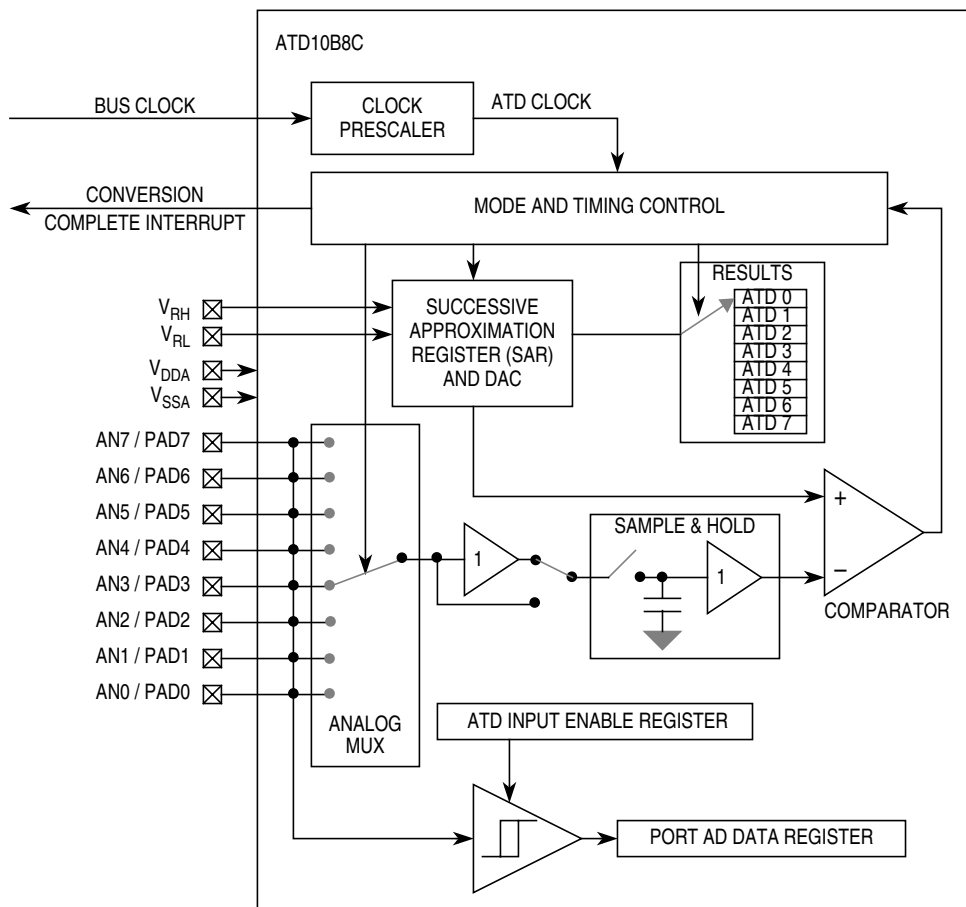 ATD10B8C
BUS CLOCK
CLOCK
PRESCALER
ATD CLOCK
CONVERSION
COMPLETE INTERRUPT
MODE AND TIMING CONTROL
RESULTS
ATD 0
ATD 1
ATD 2
ATD 3
ATD 4
ATD 5
ATD 6
ATD 7
SUCCESSIVE
APPROXIMATION
REGISTER (SAR)
AND DAC
VRH
VRL
VDDA
VSSA
AN7 / PAD7
AN6 / PAD6
AN5 / PAD5
AN4 / PAD4
AN3 / PAD3
AN2 / PAD2
AN1 / PAD1
AN0 / PAD0
ANALOG
MUX
1
SAMPLE & HOLD
1
+
−
COMPARATOR
ATD INPUT ENABLE REGISTER
PORT AD DATA REGISTER